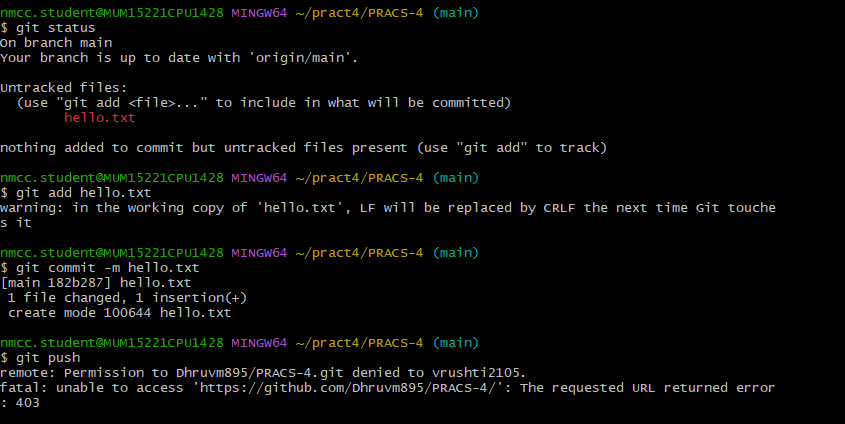 nmcc.student@MUM15221CPU1428 MINGW64 ~/pract4/PRACS-4 (main)
$ git status
On branch main
Your branch is up to date with 'origin/main'.
Untracked files:
  (use "git add <file>..." to include in what will be committed)
        hello.txt
nothing added to commit but untracked files present (use "git add" to track)
nmcc.student@MUM15221CPU1428 MINGW64 ~/pract4/PRACS-4 (main)
$ git add hello.txt
warning: in the working copy of 'hello.txt', LF will be replaced by CRLF the next time Git touche
s it
nmcc.student@MUM15221CPU1428 MINGW64 ~/pract4/PRACS-4 (main)
$ git commit -m hello.txt
[main 182b287] hello.txt
 1 file changed, 1 insertion(+)
 create mode 100644 hello.txt
nmcc.student@MUM15221CPU1428 MINGW64 ~/pract4/PRACS-4 (main)
$ git push
remote: Permission to Dhruvm895/PRACS-4.git denied to vrushti2105.
fatal: unable to access 'https://github.com/Dhruvm895/PRACS-4/': The requested URL returned error
: 403